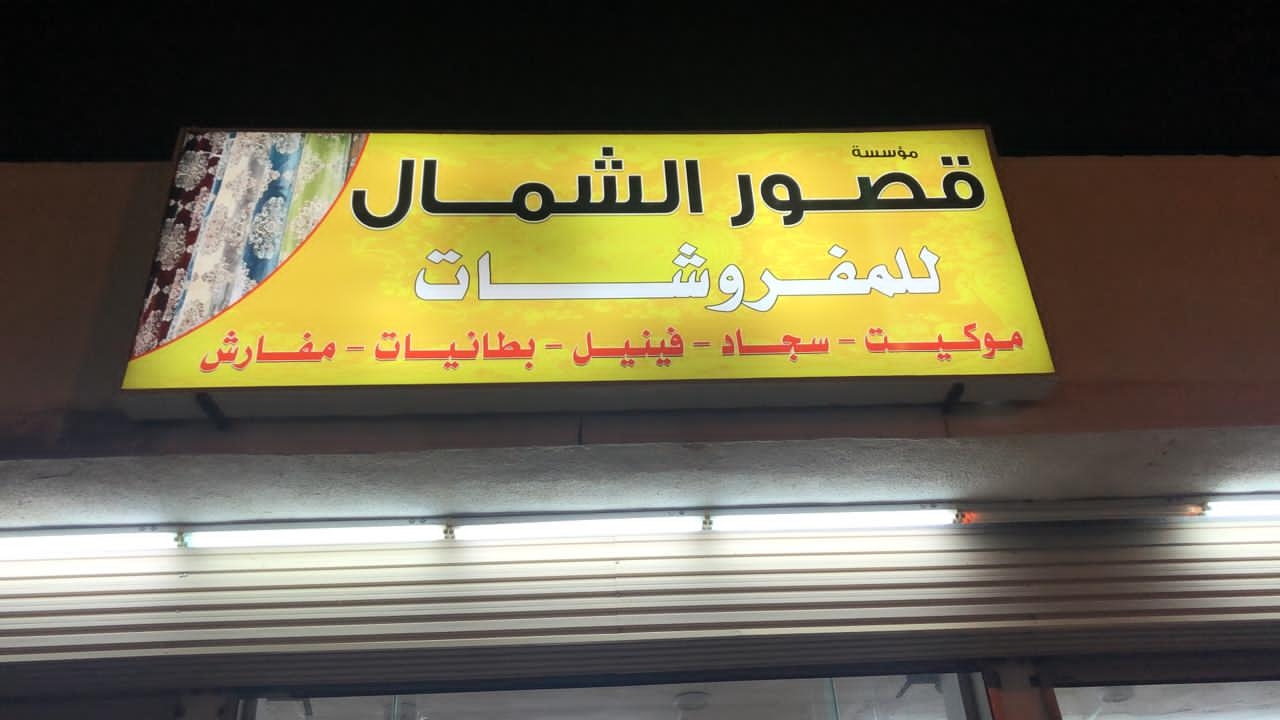 مؤسسة
قصور الشمال
للمفروشات
موكيت - سجاد - فينيل - بطانيات - مفارش